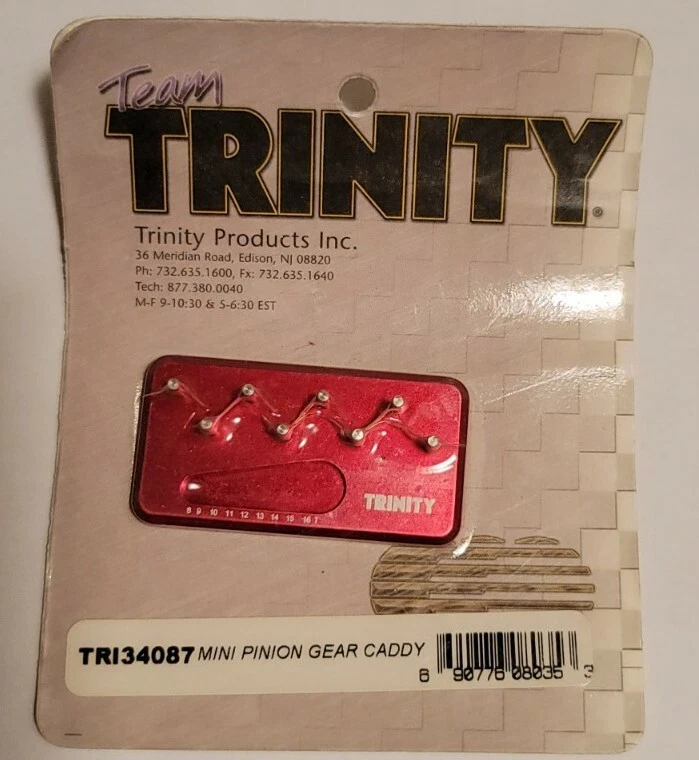 Team
TRINITY®
Trinity Products Inc.
36 Meridian Road, Edison, NJ 08820
Ph: 732.635.1600, Fx: 732.635.1640
Tech: 877.380.0040
M-F 9-10:30 & 5-6:30 EST
TRINITY
8 9 10 11 12 13 14 15 16 T
TRI34087 MINI PINION GEAR CADDY
6 90776 08035 3